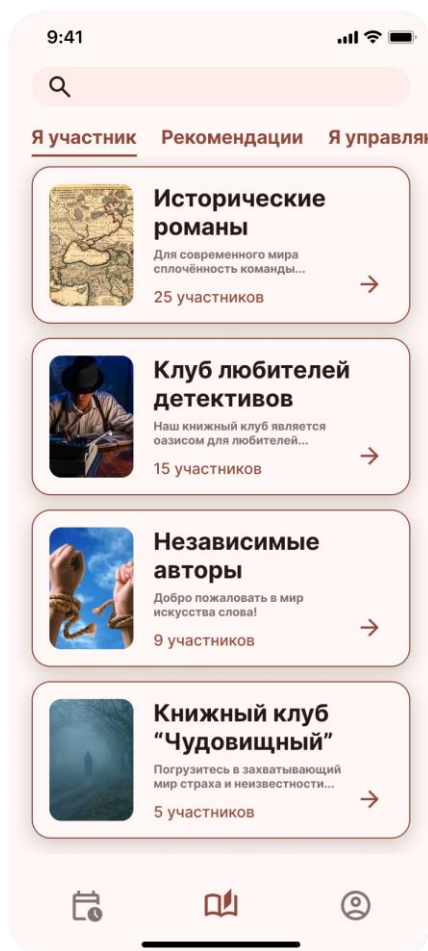 9:41
Я участник Рекомендации Я управля
Исторические
романы
Для современного мира
сплочённость команды...
25 участников
Клуб любителей
детективов
Наш книжный клуб является
оазисом для любителей...
15 участников
Независимые
авторы
Добро пожаловать в мир
искусства слова!
9 участников
Книжный клуб
“Чудовищный”
Погрузитесь в захватывающий
мир страха и неизвестности...
5 участников